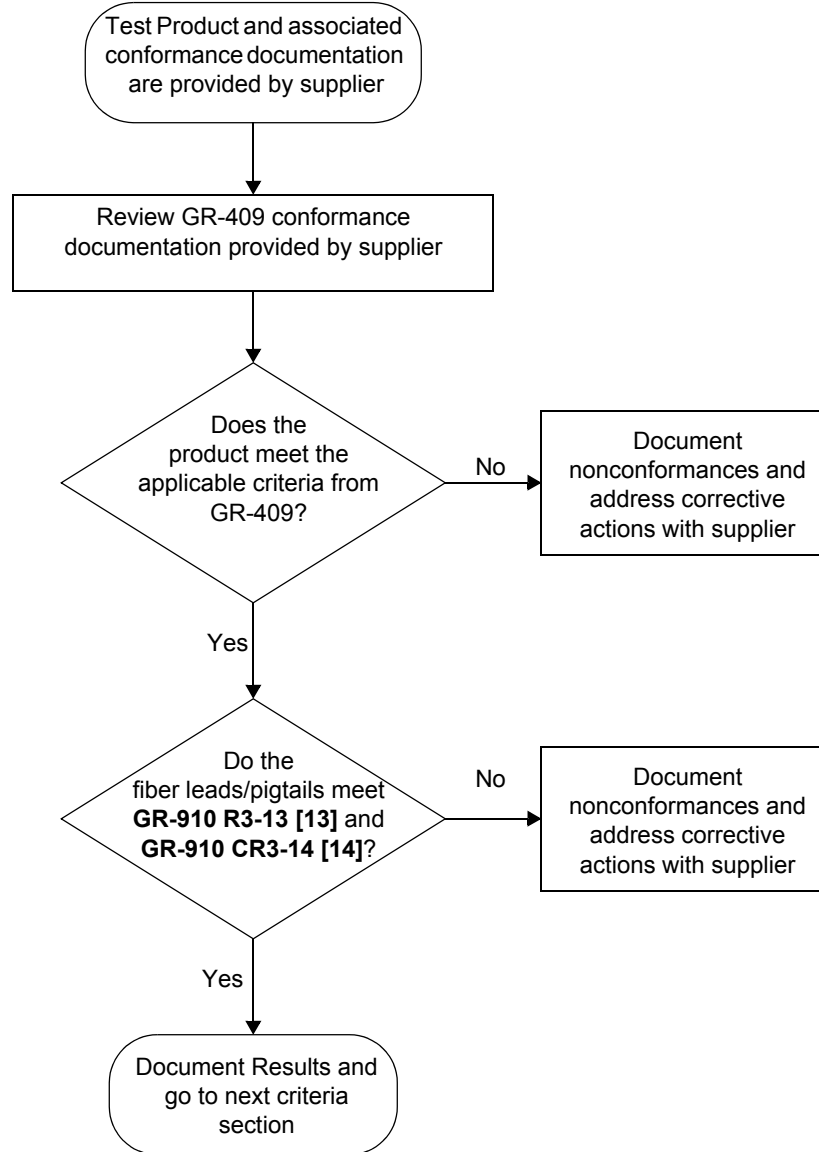 Test Product and associated
conformance documentation
are provided by supplier
Review GR-409 conformance
documentation provided by supplier
Does the
product meet the
applicable criteria from
GR-409?
No
Document
nonconformances and
address corrective
actions with supplier
Yes
Do the
fiber leads/pigtails meet
GR-910 R3-13 [13] and
GR-910 CR3-14 [14]?
No
Document
nonconformances and
address corrective
actions with supplier
Yes
Document Results and
go to next criteria
section